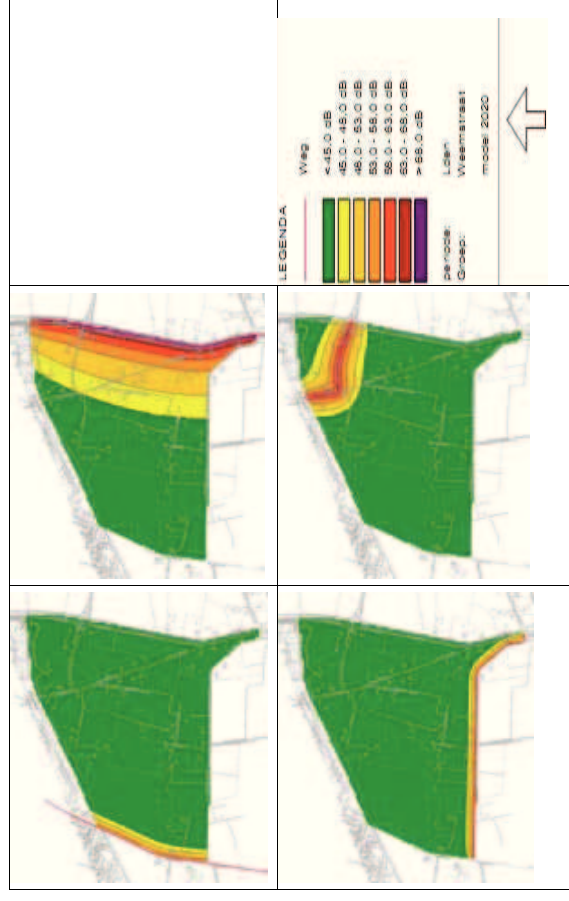 LEGENDA
Weg
< 45.0 dB
45.0 - 48.0 dB
48.0 - 53.0 dB
53.0 - 58.0 dB
58.0 - 63.0 dB
63.0 - 68.0 dB
> 68.0 dB
periode: Lden
Groep: Weemstraat
model 2020